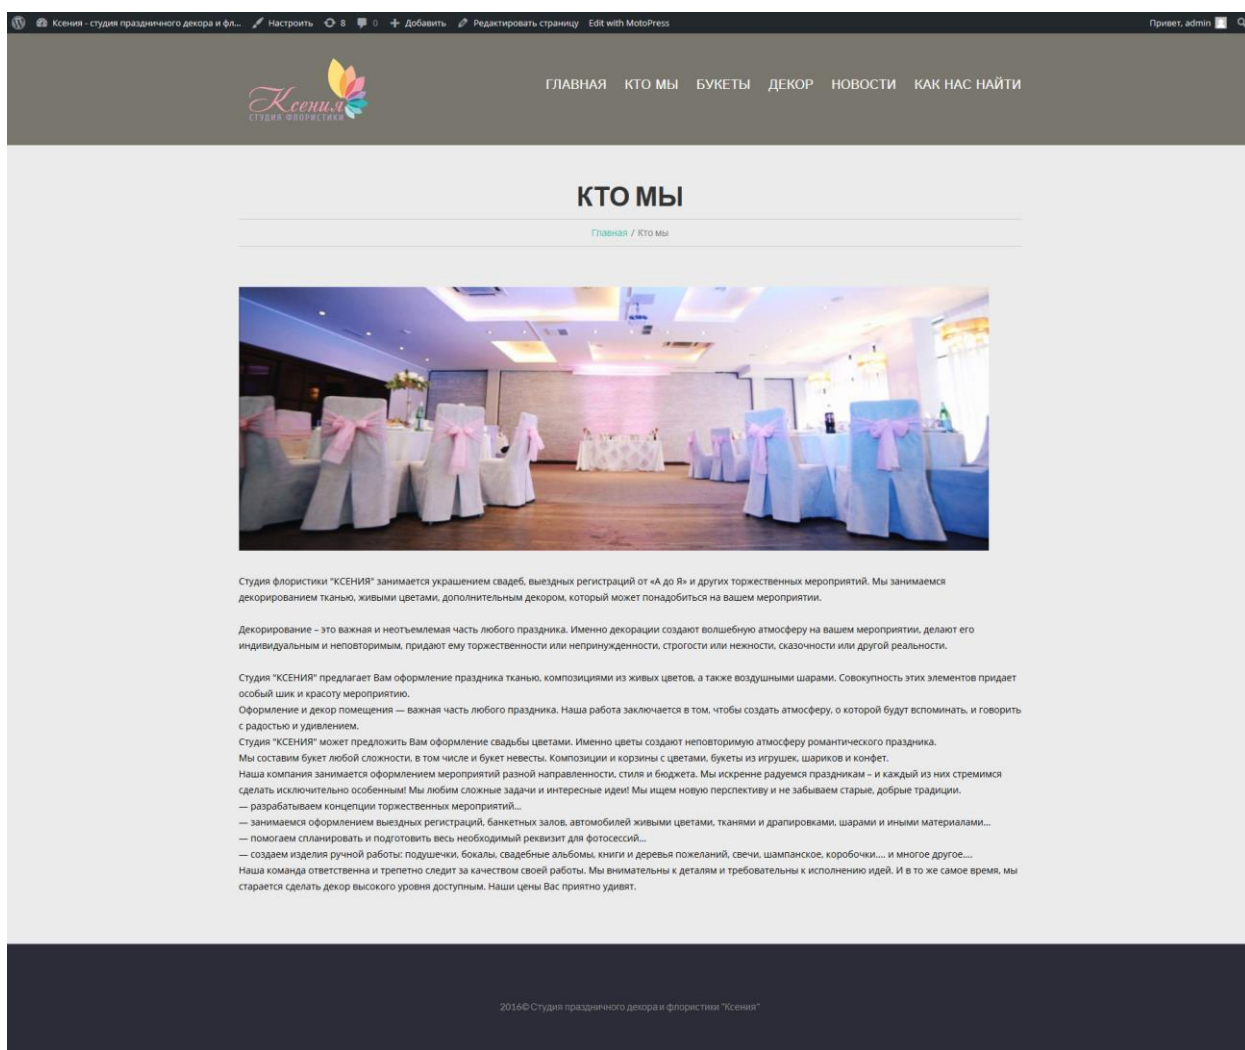 Ксения - студия праздничного декора и фл... Настроить 8 0 Добавить Редактировать страницу Edit with MotoPress Привет, admin
Ксения
СТУДИЯ ФЛОРИСТИКИ
ГЛАВНАЯ КТО МЫ БУКЕТЫ ДЕКОР НОВОСТИ КАК НАС НАЙТИ
КТО МЫ
Главная / Кто мы
Студия флористики "КСЕНИЯ" занимается украшением свадеб, выездных регистраций от «А до Я» и других торжественных мероприятий. Мы занимаемся
декорированием тканью, живыми цветами, дополнительным декором, который может понадобиться на вашем мероприятии.
Декорирование – это важная и неотъемлемая часть любого праздника. Именно декорации создают волшебную атмосферу на вашем мероприятии, делают его
индивидуальным и неповторимым, придают ему торжественности или непринужденности, строгости или нежности, сказочности или другой реальности.
Студия "КСЕНИЯ" предлагает Вам оформление праздника тканью, композициями из живых цветов, а также воздушными шарами. Совокупность этих элементов придает
особый шик и красоту мероприятию.
Оформление и декор помещения — важная часть любого праздника. Наша работа заключается в том, чтобы создать атмосферу, о которой будут вспоминать, и говорить
с радостью и удивлением.
Студия "КСЕНИЯ" может предложить Вам оформление свадьбы цветами. Именно цветы создают неповторимую атмосферу романтического праздника.
Мы составим букет любой сложности, в том числе и букет невесты. Композиции и корзины с цветами, букеты из игрушек, шариков и конфет.
Наша компания занимается оформлением мероприятий разной направленности, стиля и бюджета. Мы искренне радуемся праздникам – и каждый из них стремимся
сделать исключительно особенным! Мы любим сложные задачи и интересные идеи! Мы ищем новую перспективу и не забываем старые, добрые традиции.
— разрабатываем концепции торжественных мероприятий...
— занимаемся оформлением выездных регистраций, банкетных залов, автомобилей живыми цветами, тканями и драпировками, шарами и иными материалами...
— помогаем спланировать и подготовить весь необходимый реквизит для фотосессий...
— создаем изделия ручной работы: подушечки, бокалы, свадебные альбомы, книги и деревья пожеланий, свечи, шампанское, коробочки.... и многое другое....
Наша команда ответственна и трепетно следит за качеством своей работы. Мы внимательны к деталям и требовательны к исполнению идей. И в то же самое время, мы
старается сделать декор высокого уровня доступным. Наши цены Вас приятно удивят.
2016© Студия праздничного декора и флористики "Ксения"